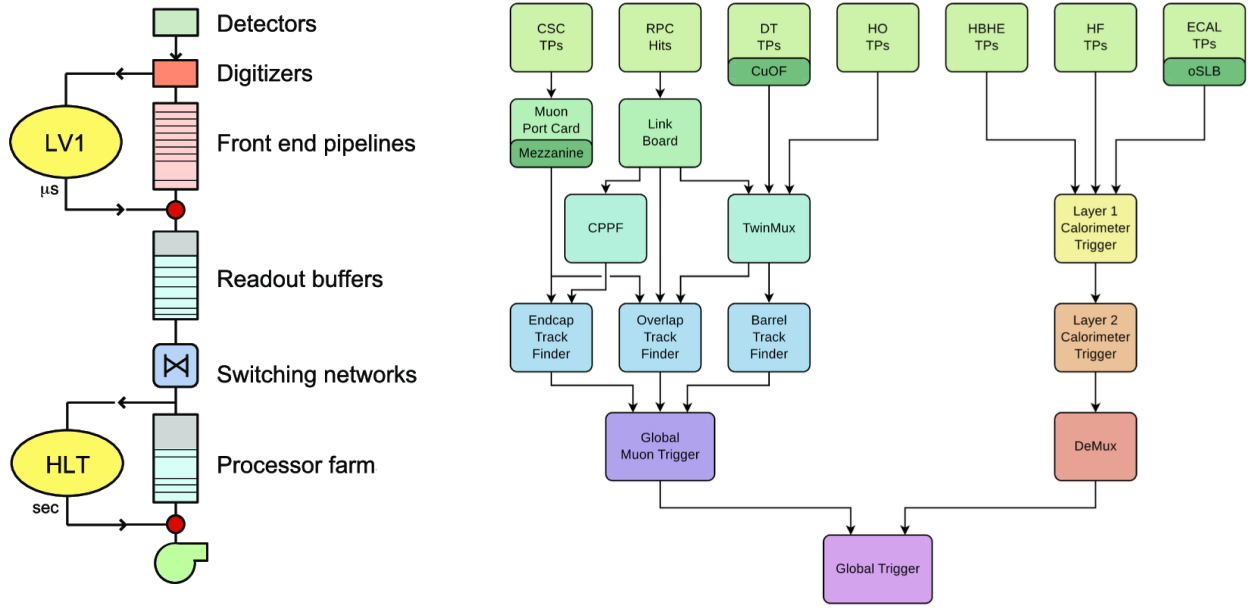 Detectors
Digitizers
LV1
μs
Front end pipelines
Readout buffers
Switching networks
HLT
sec
Processor farm
CSC
TPs
RPC
Hits
DT
TPs
CuOF
HO
TPs
HBHE
TPs
HF
TPs
ECAL
TPs
oSLB
Muon
Port Card
Mezzanine
Link
Board
CPPF
TwinMux
Layer 1
Calorimeter
Trigger
Endcap
Track
Finder
Overlap
Track
Finder
Barrel
Track
Finder
Layer 2
Calorimeter
Trigger
Global
Muon Trigger
DeMux
Global Trigger